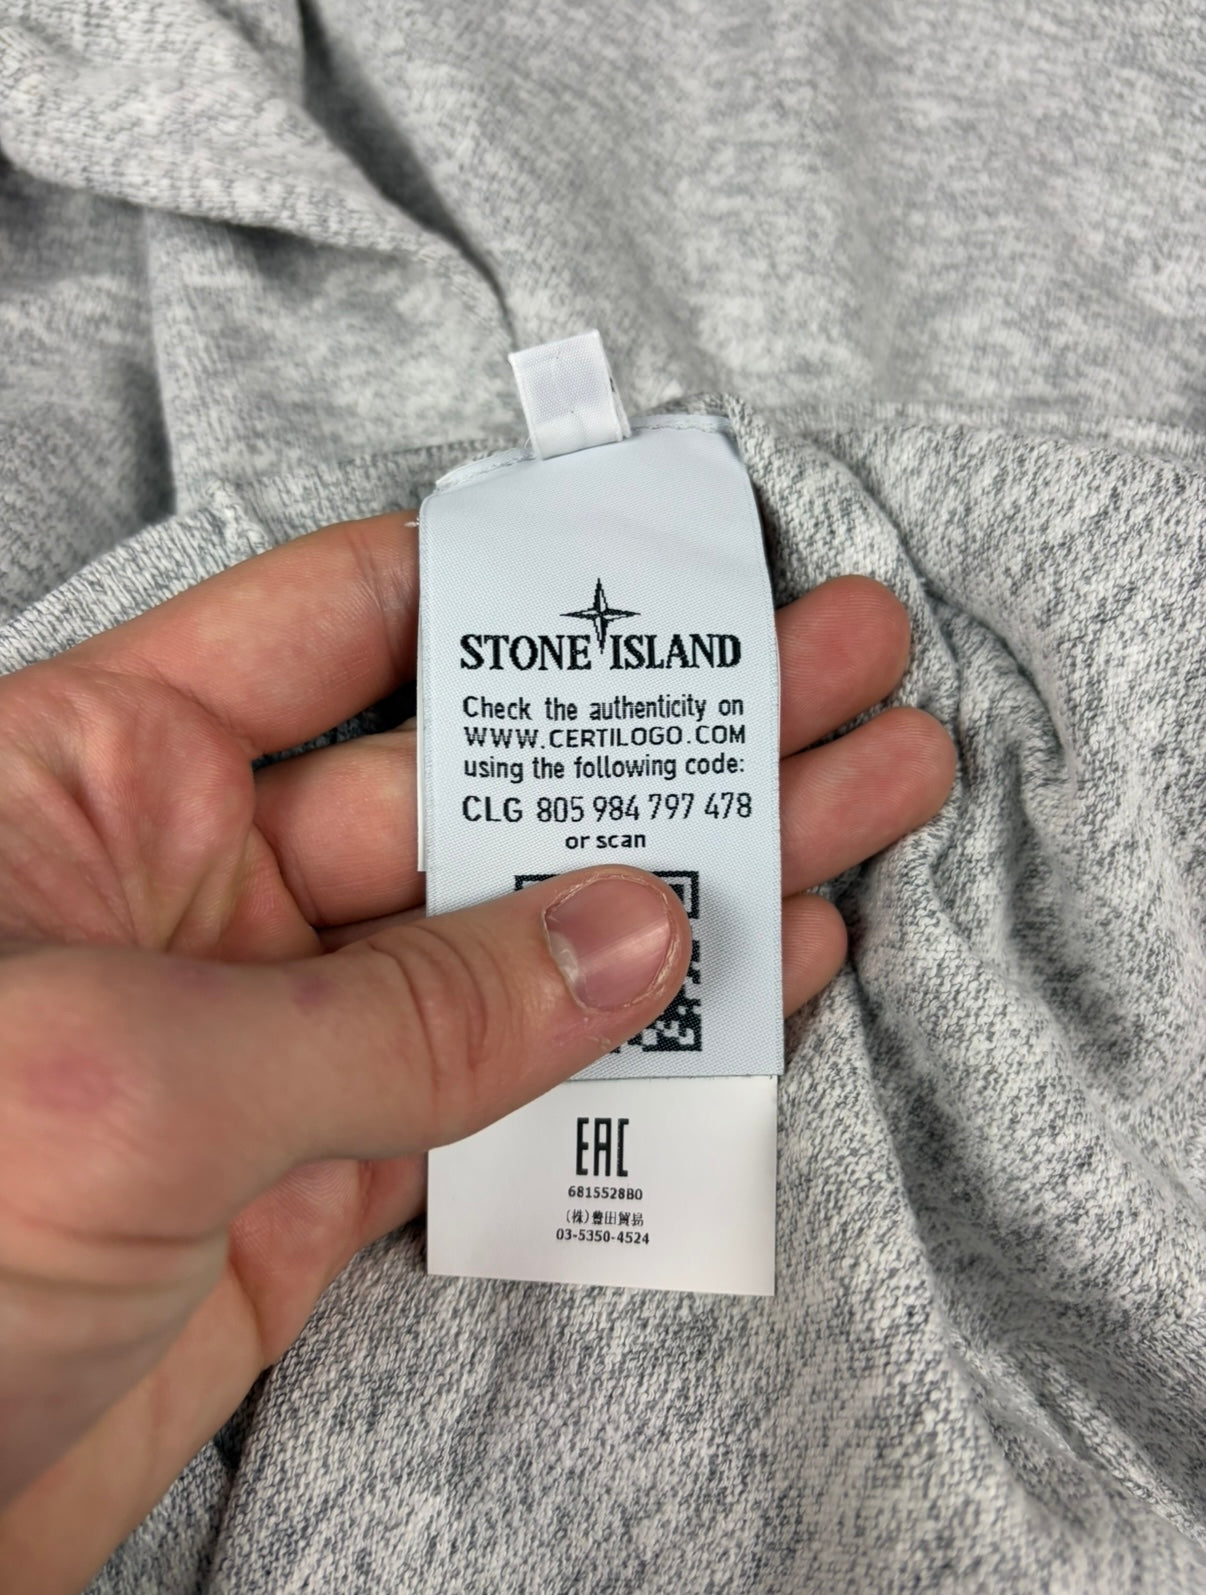 STONE ISLAND
Check the authenticity on
WWW.CERTILOGO.COM
using the following code:
CLG 805 984 797 478
or scan
EAC
6815528B0
(株)豊田貿易
03-5350-4524